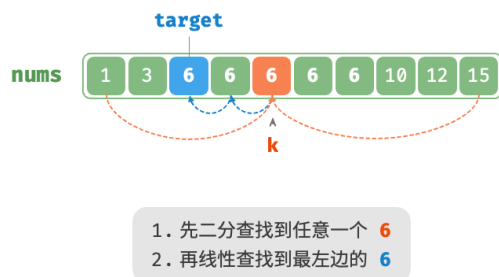 target
nums 1 3 6 6 6 6 6 10 12 15
k
1. 先二分查找到任意一个 6
2. 再线性查找到最左边的 6